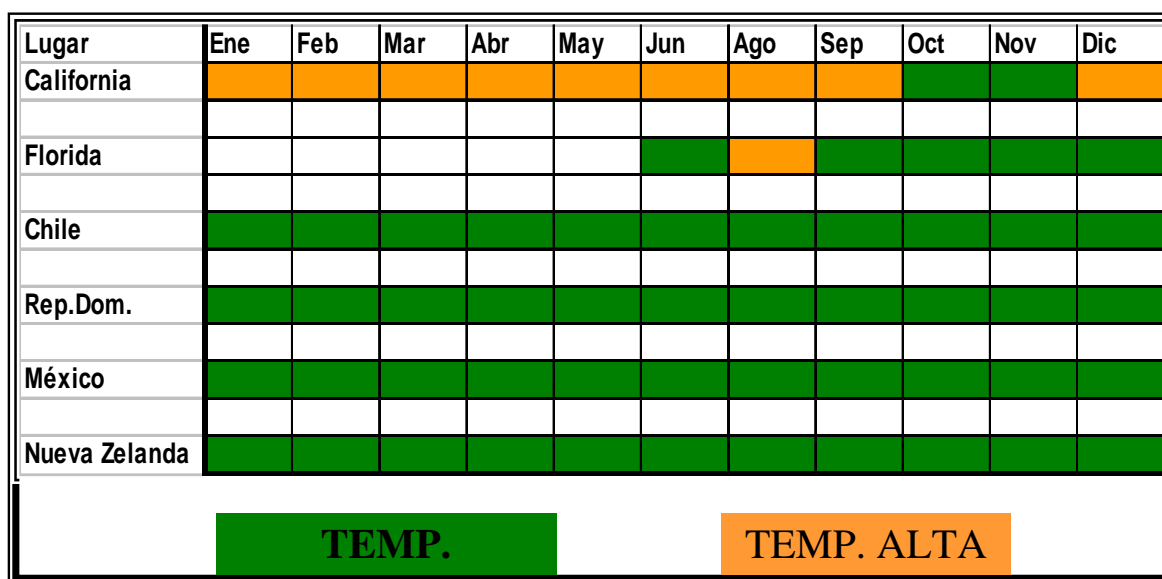 Lugar Ene Feb Mar Abr May Jun Ago Sep Oct Nov Dic
California
Florida
Chile
Rep.Dom.
México
Nueva Zelanda
TEMP. TEMP. ALTA